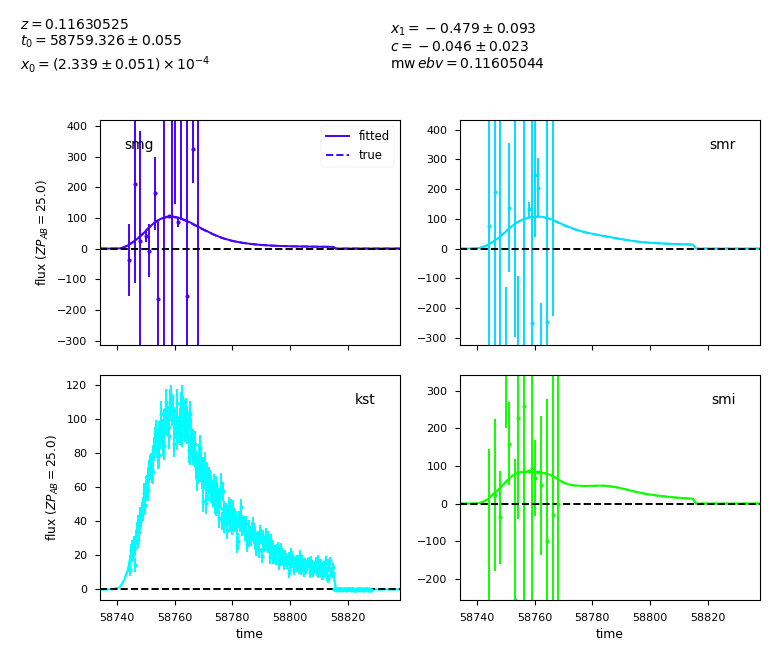 z = 0.11630525
t₀ = 58759.326 ± 0.055
x₀ = (2.339 ± 0.051) × 10⁻⁴
x₁ = −0.479 ± 0.093
c = −0.046 ± 0.023
mw ebv = 0.11605044
400
300
200
100
0
−100
−200
−300
flux (ZP_AB = 25.0)
smg
fitted
true
400
300
200
100
0
−100
−200
−300
smr
120
100
80
60
40
20
0
flux (ZP_AB = 25.0)
kst
58740 58760 58780 58800 58820
time
300
200
100
0
−100
−200
smi
58740 58760 58780 58800 58820
time